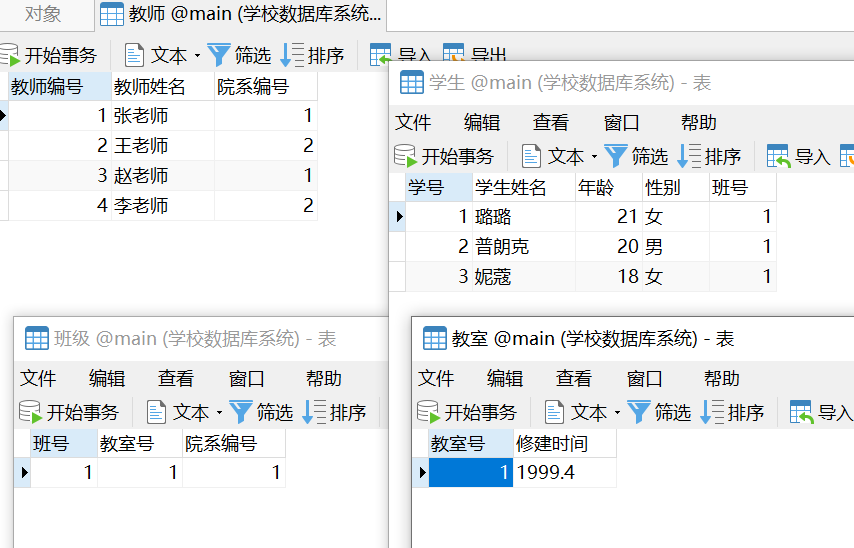 对象 教师 @main (学校数据库系统...
开始事务 文本 筛选 排序 导入 导出
教师编号 教师姓名 院系编号
1 张老师 1
2 王老师 2
3 赵老师 1
4 李老师 2
学生 @main (学校数据库系统) - 表
文件 编辑 查看 窗口 帮助
开始事务 文本 筛选 排序 导入
学号 学生姓名 年龄 性别 班号
1 璐璐 21 女 1
2 普朗克 20 男 1
3 妮蔻 18 女 1
班级 @main (学校数据库系统) - 表
文件 编辑 查看 窗口 帮助
开始事务 文本 筛选 排序
班号 教室号 院系编号
1 1 1
教室 @main (学校数据库系统) - 表
文件 编辑 查看 窗口 帮助
开始事务 文本 筛选 排序 导入
教室号 修建时间
1 1999.4